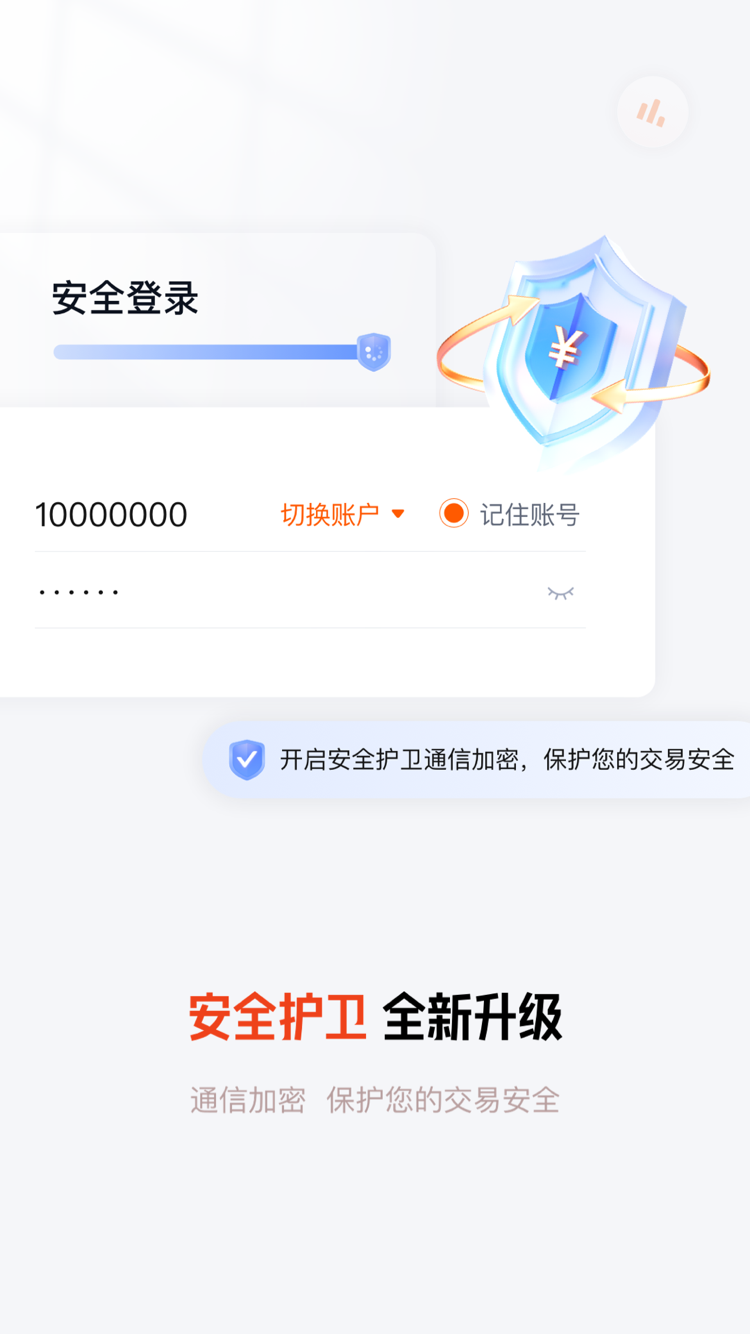 安全登录
¥
10000000 切换账户 记住账号
······
开启安全护卫通信加密，保护您的交易安全
安全护卫 全新升级
通信加密 保护您的交易安全